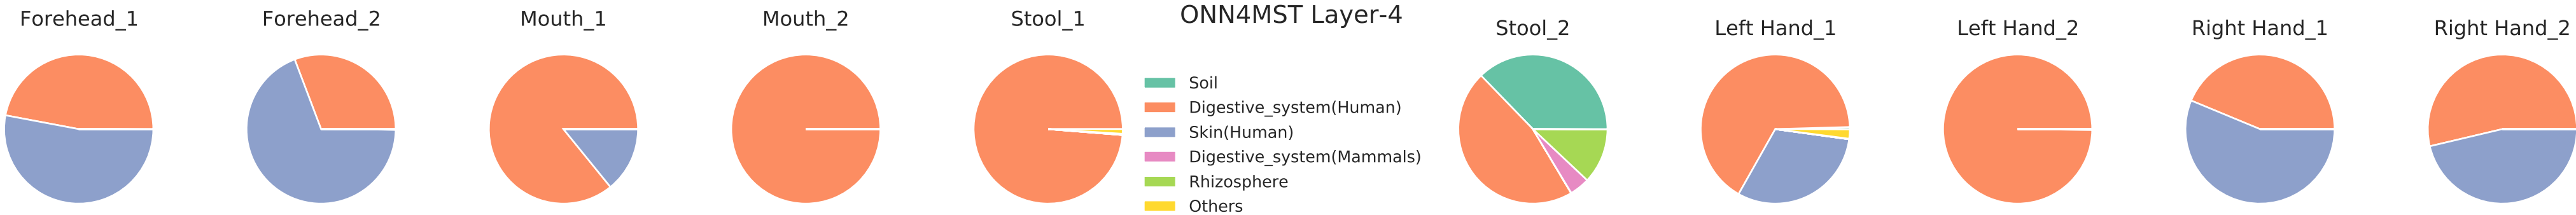 ONN4MST Layer-4
Forehead_1
Forehead_2
Mouth_1
Mouth_2
Stool_1
Soil
Digestive_system(Human)
Skin(Human)
Digestive_system(Mammals)
Rhizosphere
Others
Stool_2
Left Hand_1
Left Hand_2
Right Hand_1
Right Hand_2